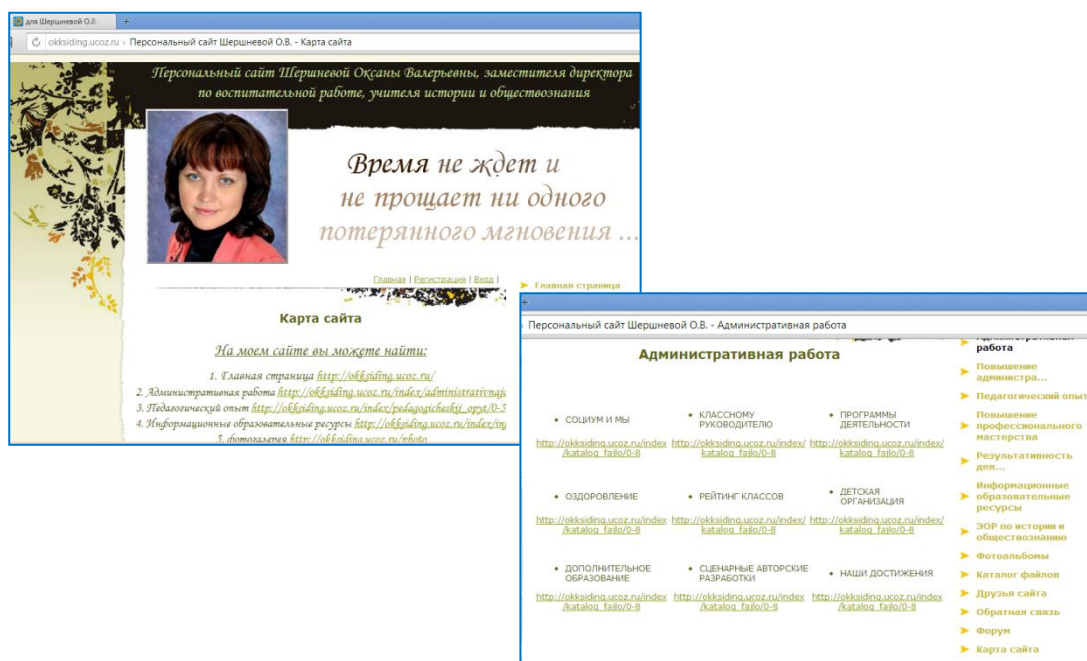 для Шершневой О.В.
okksiding.ucoz.ru › Персональный сайт Шершневой О.В. - Карта сайта
Персональный сайт Шершневой Оксаны Валерьевны, заместителя директора
по воспитательной работе, учителя истории и обществознания
Время не ждет и
не прощает ни одного
потерянного мгновения ...
Главная | Регистрация | Вход |
Главная страница
Карта сайта
На моем сайте вы можете найти:
1. Главная страница http://okksiding.ucoz.ru/
2. Административная работа http://okksiding.ucoz.ru/index/administrativnaj
3. Педагогический опыт http://okksiding.ucoz.ru/index/pedagogicheskij_opyt/0-5
4. Информационные образовательные ресурсы http://okksiding.ucoz.ru/index/in
5. фотогалерея http://okksiding.ucoz.ru/photo
Персональный сайт Шершневой О.В. - Административная работа
Административная работа
• СОЦИУМ И МЫ
http://okksiding.ucoz.ru/index
/katalog_fajlo/0-8
• КЛАССНОМУ
РУКОВОДИТЕЛЮ
http://okksiding.ucoz.ru/index/
katalog_fajlo/0-8
• ПРОГРАММЫ
ДЕЯТЕЛЬНОСТИ
http://okksiding.ucoz.ru/index/
katalog_fajlo/0-8
• ОЗДОРОВЛЕНИЕ
http://okksiding.ucoz.ru/index
/katalog_fajlo/0-8
• РЕЙТИНГ КЛАССОВ
http://okksiding.ucoz.ru/index/
katalog_fajlo/0-8
• ДЕТСКАЯ
ОРГАНИЗАЦИЯ
http://okksiding.ucoz.ru/index/
katalog_fajlo/0-8
• ДОПОЛНИТЕЛЬНОЕ
ОБРАЗОВАНИЕ
http://okksiding.ucoz.ru/index
/katalog_fajlo/0-8
• СЦЕНАРНЫЕ АВТОРСКИЕ
РАЗРАБОТКИ
http://okksiding.ucoz.ru/index
/katalog_fajlo/0-8
• НАШИ ДОСТИЖЕНИЯ
http://okksiding.ucoz.ru/index
/katalog_fajlo/0-8
Административная
работа
Повышение
администра...
Педагогический опыт
Повышение
профессионального
мастерства
Результативность
дея...
Информационные
образовательные
ресурсы
ЭОР по истории и
обществознанию
Фотоальбомы
Каталог файлов
Друзья сайта
Обратная связь
Форум
Карта сайта